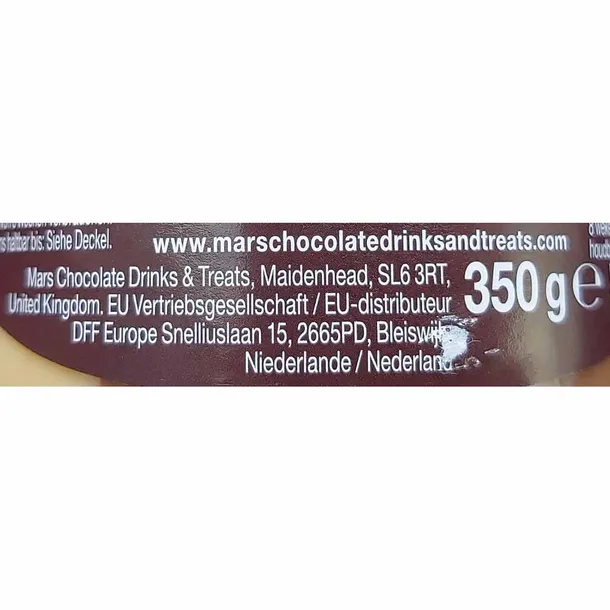 haltbar bis: Siehe Deckel.
www.marschocolatedrinksandtreats.com
Mars Chocolate Drinks & Treats, Maidenhead, SL6 3RT,
United Kingdom. EU Vertriebsgesellschaft / EU-distributeur
DFF Europe Snelliuslaan 15, 2665PD, Bleiswijk
Niederlande / Nederland
350 g e